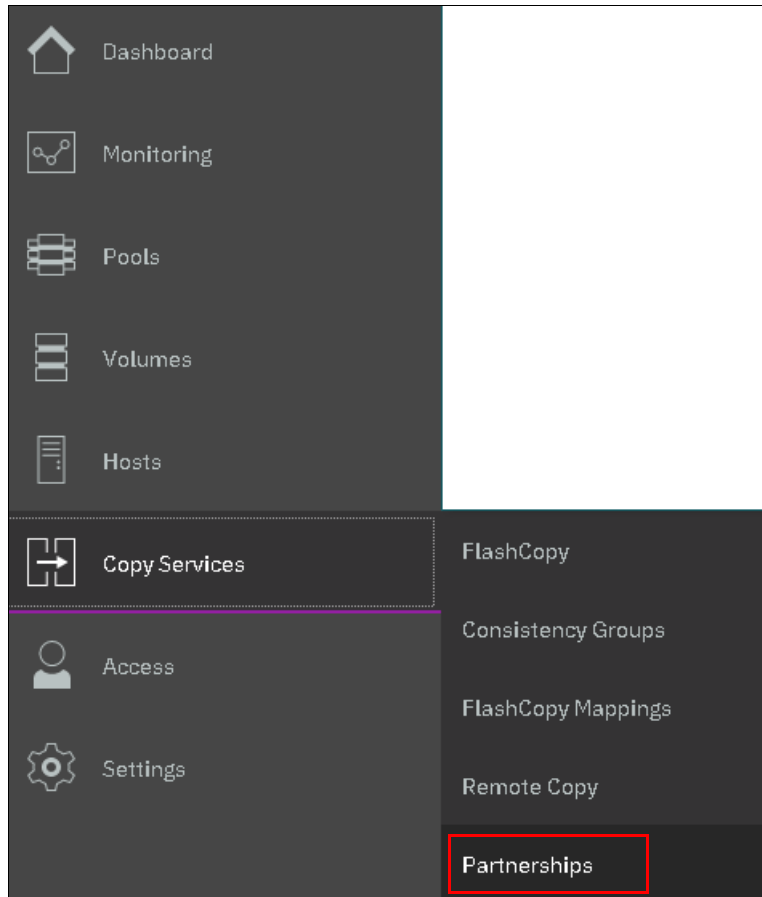 Dashboard
Monitoring
Pools
Volumes
Hosts
Copy Services
Access
Settings
FlashCopy
Consistency Groups
FlashCopy Mappings
Remote Copy
Partnerships